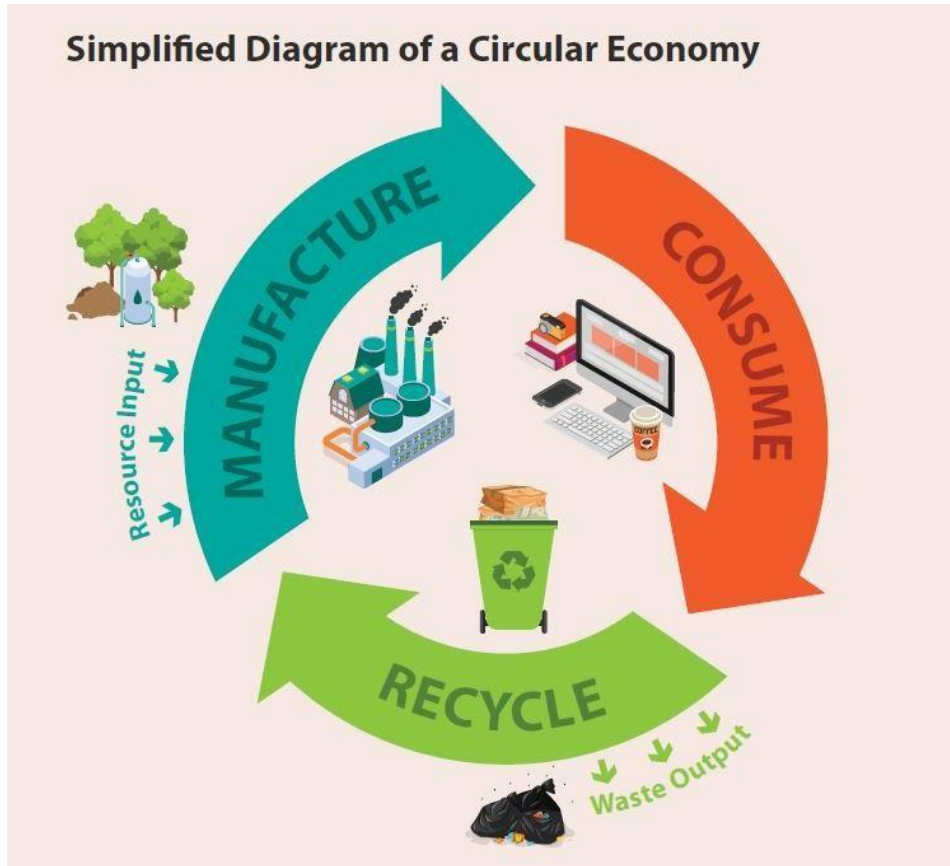 Simplified Diagram of a Circular Economy
MANUFACTURE
CONSUME
Resource Input
COFFEE
RECYCLE
Waste Output